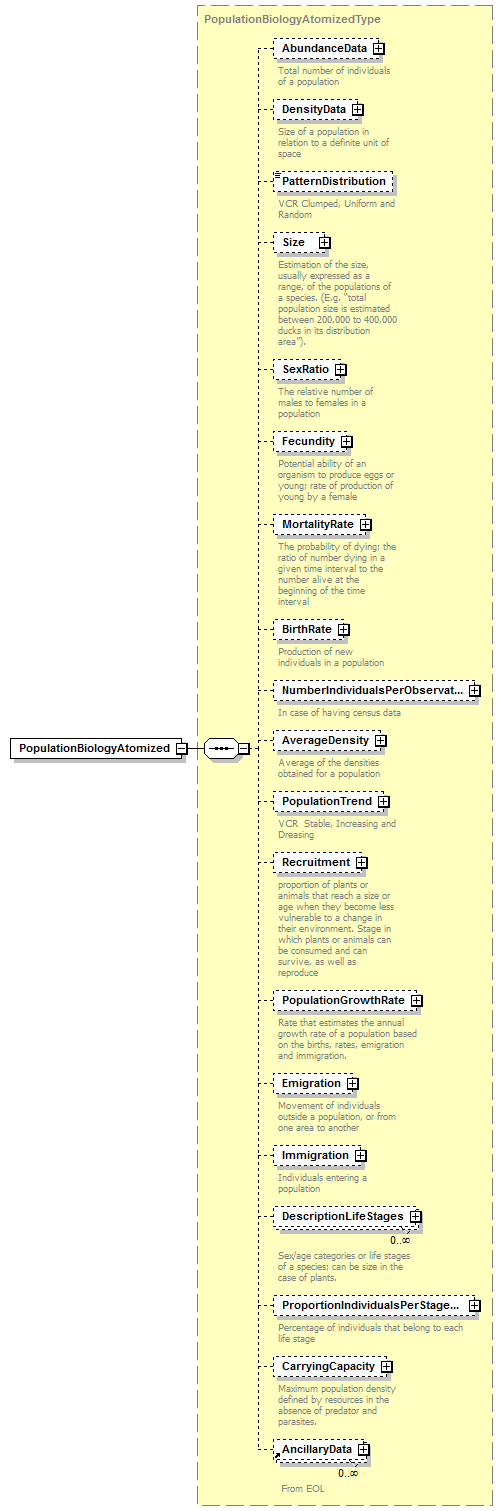 PopulationBiologyAtomizedType
AbundanceData
Total number of individuals
of a population
DensityData
Size of a population in
relation to a definite unit of
space
PatternDistribution
VCR Clumped, Uniform and
Random
Size
Estimation of the size,
usually expressed as a
range, of the populations of
a species. (E.g. “total
population size is estimated
between 200,000 to 400,000
ducks in its distribution
area”).
SexRatio
The relative number of
males to females in a
population
Fecundity
Potential ability of an
organism to produce eggs or
young; rate of production of
young by a female
MortalityRate
The probability of dying; the
ratio of number dying in a
given time interval to the
number alive at the
beginning of the time
interval
BirthRate
Production of new
individuals in a population
NumberIndividualsPerObservat...
In case of having census data
PopulationBiologyAtomized
AverageDensity
Average of the densities
obtained for a population
PopulationTrend
VCR  Stable, Increasing and
Dreasing
Recruitment
proportion of plants or
animals that reach a size or
age when they become less
vulnerable to a change in
their environment. Stage in
which plants or animals can
be consumed and can
survive, as well as
reproduce
PopulationGrowthRate
Rate that estimates the annual
growth rate of a population based
on the births, rates, emigration
and immigration.
Emigration
Movement of individuals
outside a population, or from
one area to another
Immigration
Individuals entering a
population
DescriptionLifeStages
0..∞
Sex/age categories or life stages
of a species; can be size in the
case of plants.
ProportionIndividualsPerStage...
Percentage of individuals that belong to each
life stage
CarryingCapacity
Maximum population density
defined by resources in the
absence of predator and
parasites.
AncillaryData
0..∞
From EOL